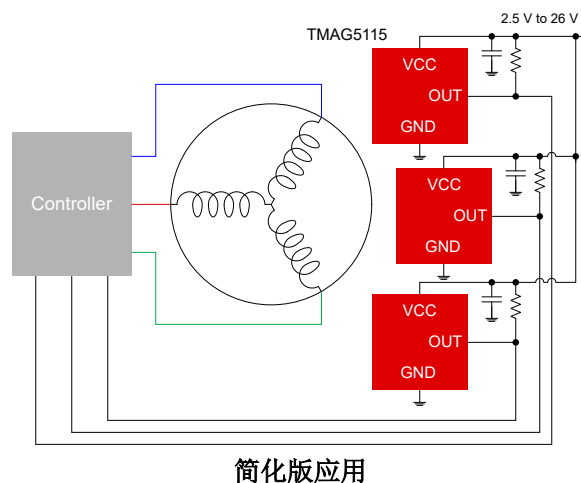 2.5 V to 26 V
TMAG5115
VCC
OUT
GND
Controller
VCC
OUT
GND
VCC
OUT
GND
简化版应用